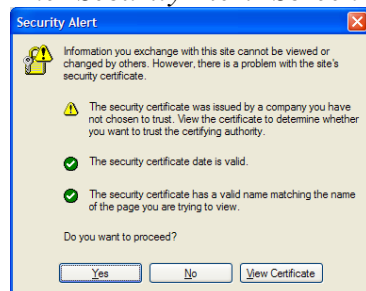 Security Alert
Information you exchange with this site cannot be viewed or
changed by others. However, there is a problem with the site's
security certificate.
The security certificate was issued by a company you have
not chosen to trust. View the certificate to determine whether
you want to trust the certifying authority.
The security certificate date is valid.
The security certificate has a valid name matching the name
of the page you are trying to view.
Do you want to proceed?
Yes No View Certificate